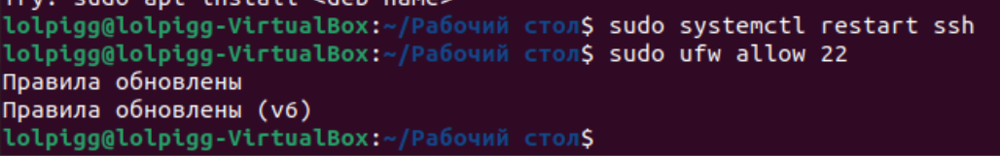 Try: sudo apt install <deb name>
lolpigg@lolpigg-VirtualBox:~/Рабочий стол$ sudo systemctl restart ssh
lolpigg@lolpigg-VirtualBox:~/Рабочий стол$ sudo ufw allow 22
Правила обновлены
Правила обновлены (v6)
lolpigg@lolpigg-VirtualBox:~/Рабочий стол$